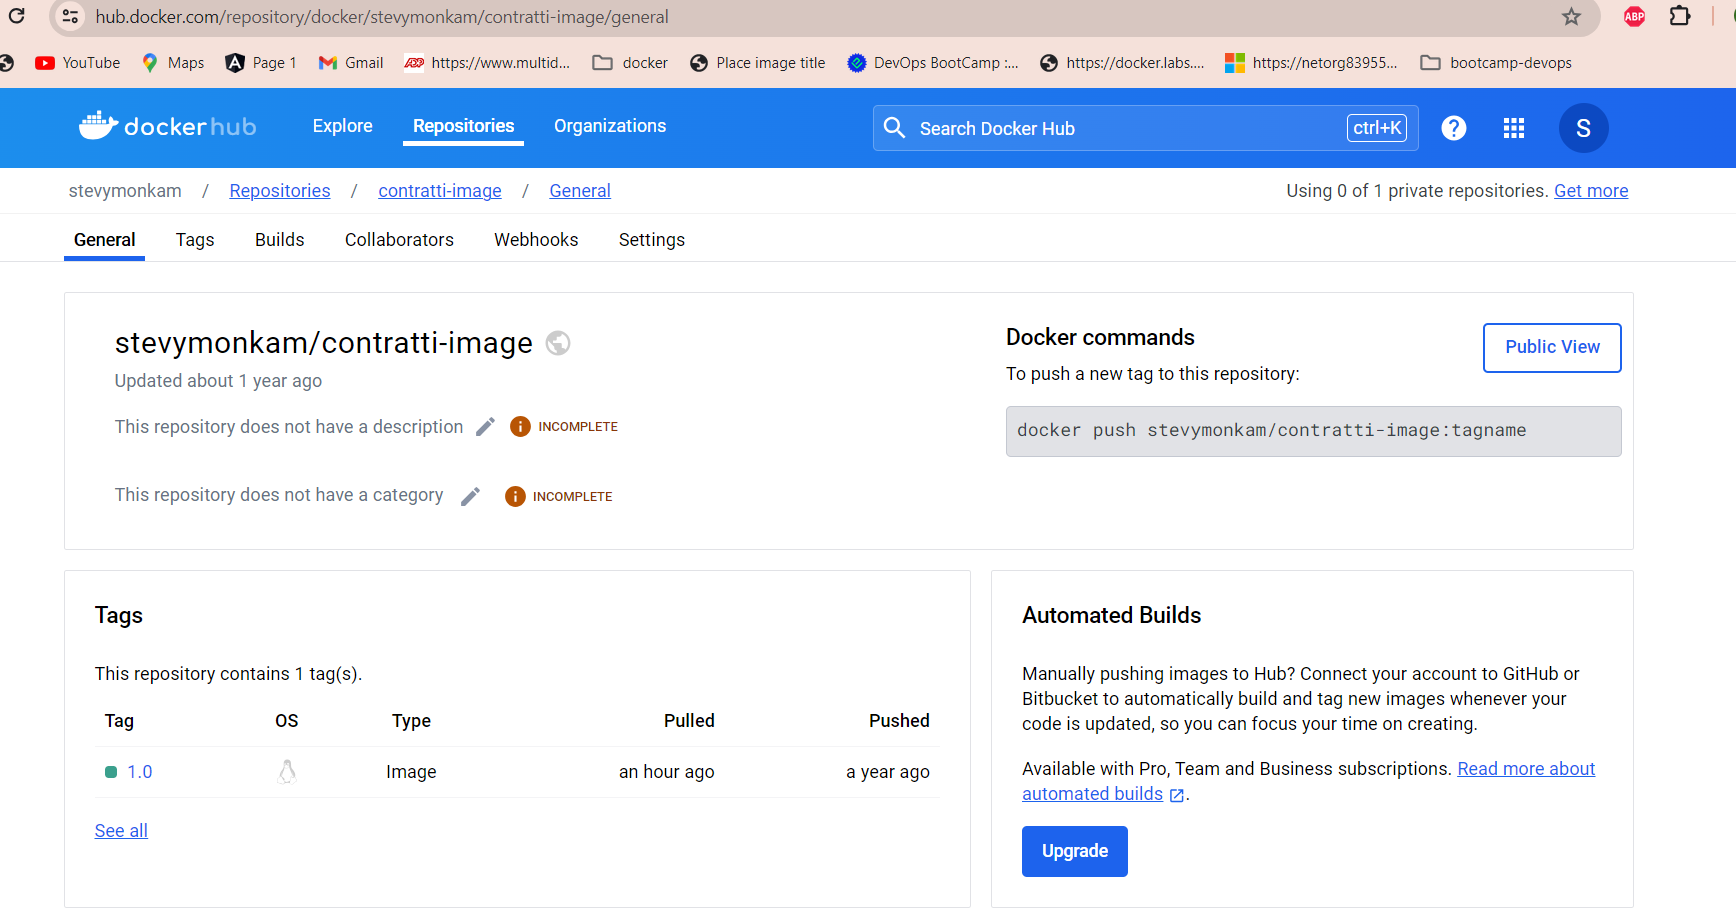 hub.docker.com/repository/docker/stevymonkam/contratti-image/general
ABP
YouTube Maps Page 1 Gmail https://www.multid... docker Place image title DevOps BootCamp :... https://docker.labs.... https://netorg83955... bootcamp-devops
dockerhub Explore Repositories Organizations Search Docker Hub ctrl+K ? S
stevymonkam / Repositories / contratti-image / General Using 0 of 1 private repositories. Get more
General Tags Builds Collaborators Webhooks Settings
stevymonkam/contratti-image
Updated about 1 year ago
This repository does not have a description INCOMPLETE
This repository does not have a category INCOMPLETE
Docker commands
Public View
To push a new tag to this repository:
docker push stevymonkam/contratti-image:tagname
Tags
This repository contains 1 tag(s).
Tag OS Type Pulled Pushed
1.0 Image an hour ago a year ago
See all
Automated Builds
Manually pushing images to Hub? Connect your account to GitHub or
Bitbucket to automatically build and tag new images whenever your
code is updated, so you can focus your time on creating.
Available with Pro, Team and Business subscriptions. Read more about
automated builds .
Upgrade